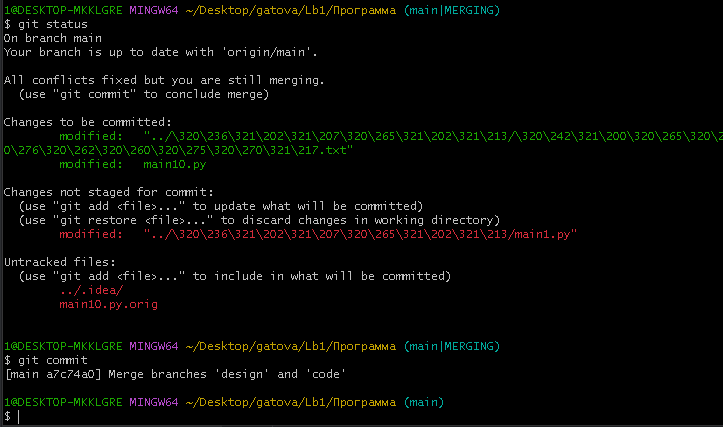 1@DESKTOP-MKKLGRE MINGW64 ~/Desktop/gatova/Lb1/Программа (main|MERGING)
$ git status
On branch main
Your branch is up to date with 'origin/main'.
All conflicts fixed but you are still merging.
(use "git commit" to conclude merge)
Changes to be committed:
modified: "../\320\236\321\202\321\207\320\265\321\202\321\213/\320\242\321\200\320\265\320\2
0\276\320\262\320\260\320\275\320\270\321\217.txt"
modified: main10.py
Changes not staged for commit:
(use "git add <file>..." to update what will be committed)
(use "git restore <file>..." to discard changes in working directory)
modified: "../\320\236\321\202\321\207\320\265\321\202\321\213/main1.py"
Untracked files:
(use "git add <file>..." to include in what will be committed)
../.idea/
main10.py.orig
1@DESKTOP-MKKLGRE MINGW64 ~/Desktop/gatova/Lb1/Программа (main|MERGING)
$ git commit
[main a7c74a0] Merge branches 'design' and 'code'
1@DESKTOP-MKKLGRE MINGW64 ~/Desktop/gatova/Lb1/Программа (main)
$